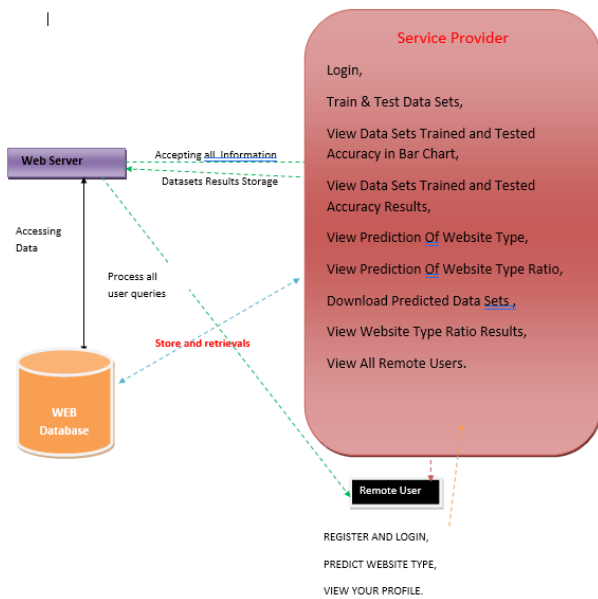 Service Provider
Login,
Train & Test Data Sets,
View Data Sets Trained and Tested
Accuracy in Bar Chart,
View Data Sets Trained and Tested
Accuracy Results,
View Prediction Of Website Type,
View Prediction Of Website Type Ratio,
Download Predicted Data Sets ,
View Website Type Ratio Results,
View All Remote Users.
Web Server
Accepting all Information
Datasets Results Storage
Accessing
Data
Process all
user queries
Store and retrievals
WEB
Database
Remote User
REGISTER AND LOGIN,
PREDICT WEBSITE TYPE,
VIEW YOUR PROFILE.